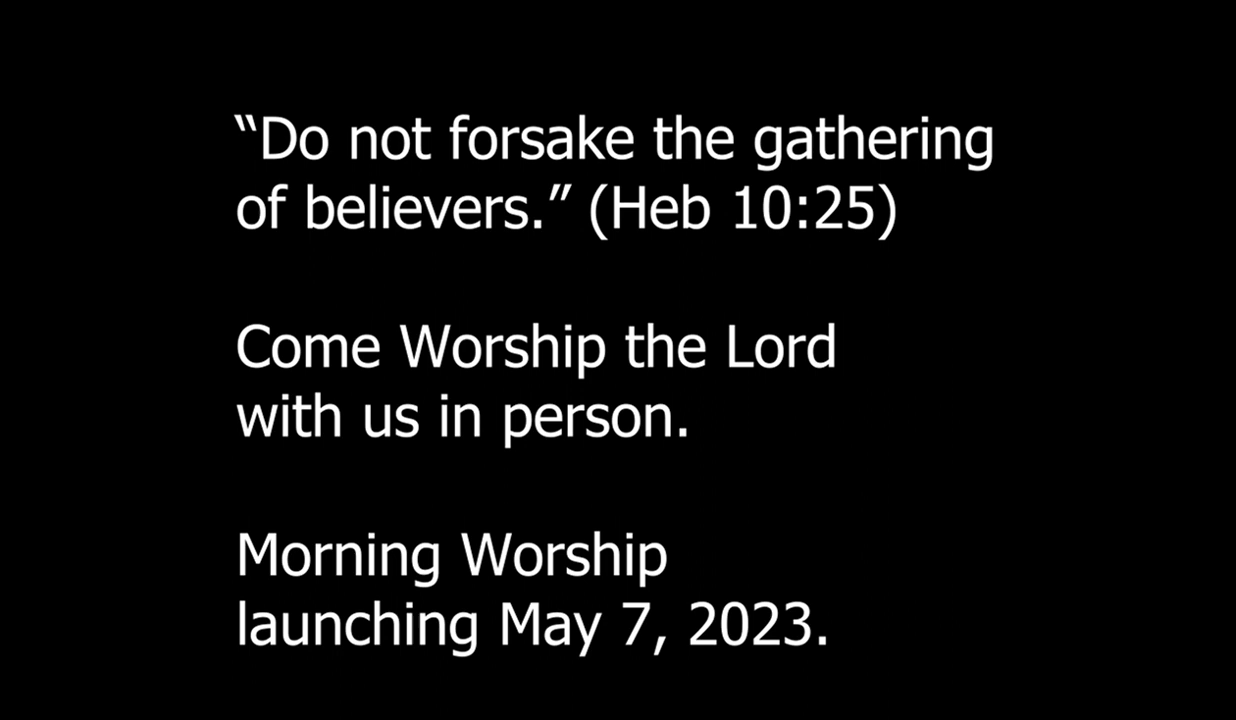 “Do not forsake the gathering
of believers.” (Heb 10:25)
Come Worship the Lord
with us in person.
Morning Worship
launching May 7, 2023.